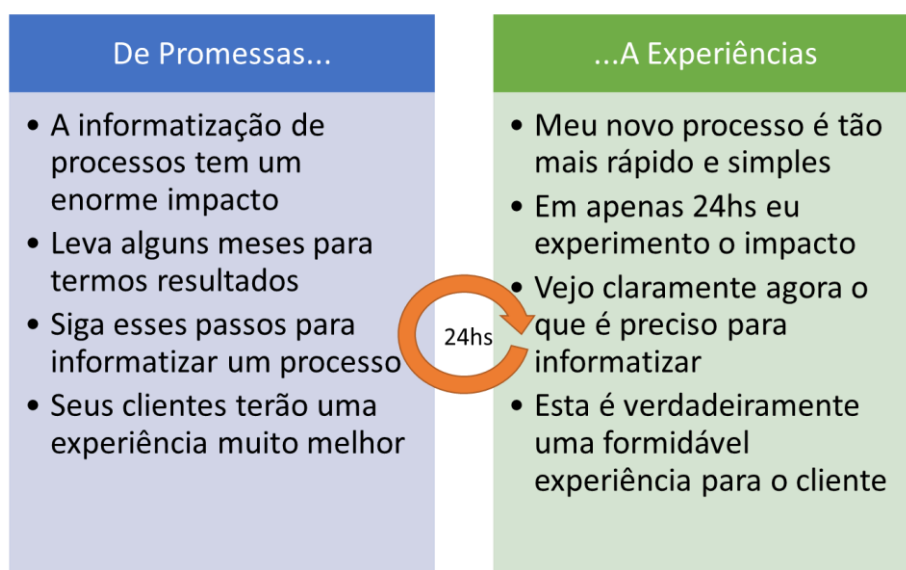 De Promessas...
• A informatização de
processos tem um
enorme impacto
• Leva alguns meses para
termos resultados
• Siga esses passos para
informatizar um processo
• Seus clientes terão uma
experiência muito melhor
24hs
...A Experiências
• Meu novo processo é tão
mais rápido e simples
• Em apenas 24hs eu
experimento o impacto
• Vejo claramente agora o
que é preciso para
informatizar
• Esta é verdadeiramente
uma formidável
experiência para o cliente